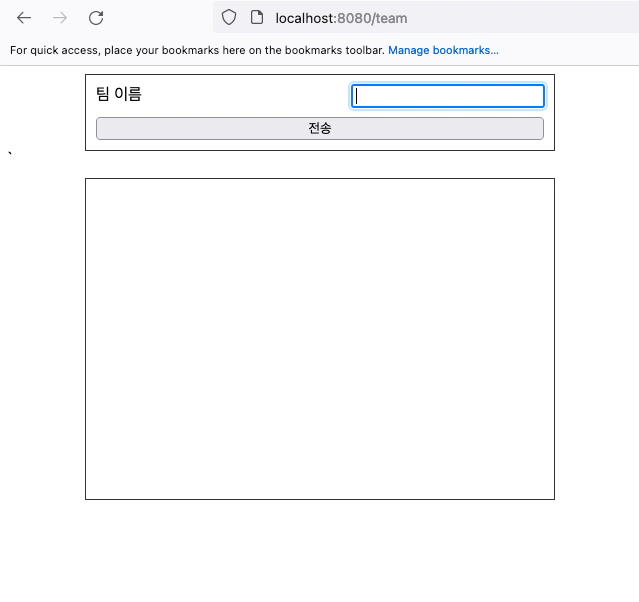 localhost:8080/team
For quick access, place your bookmarks here on the bookmarks toolbar. Manage bookmarks...
팀 이름
전송
`